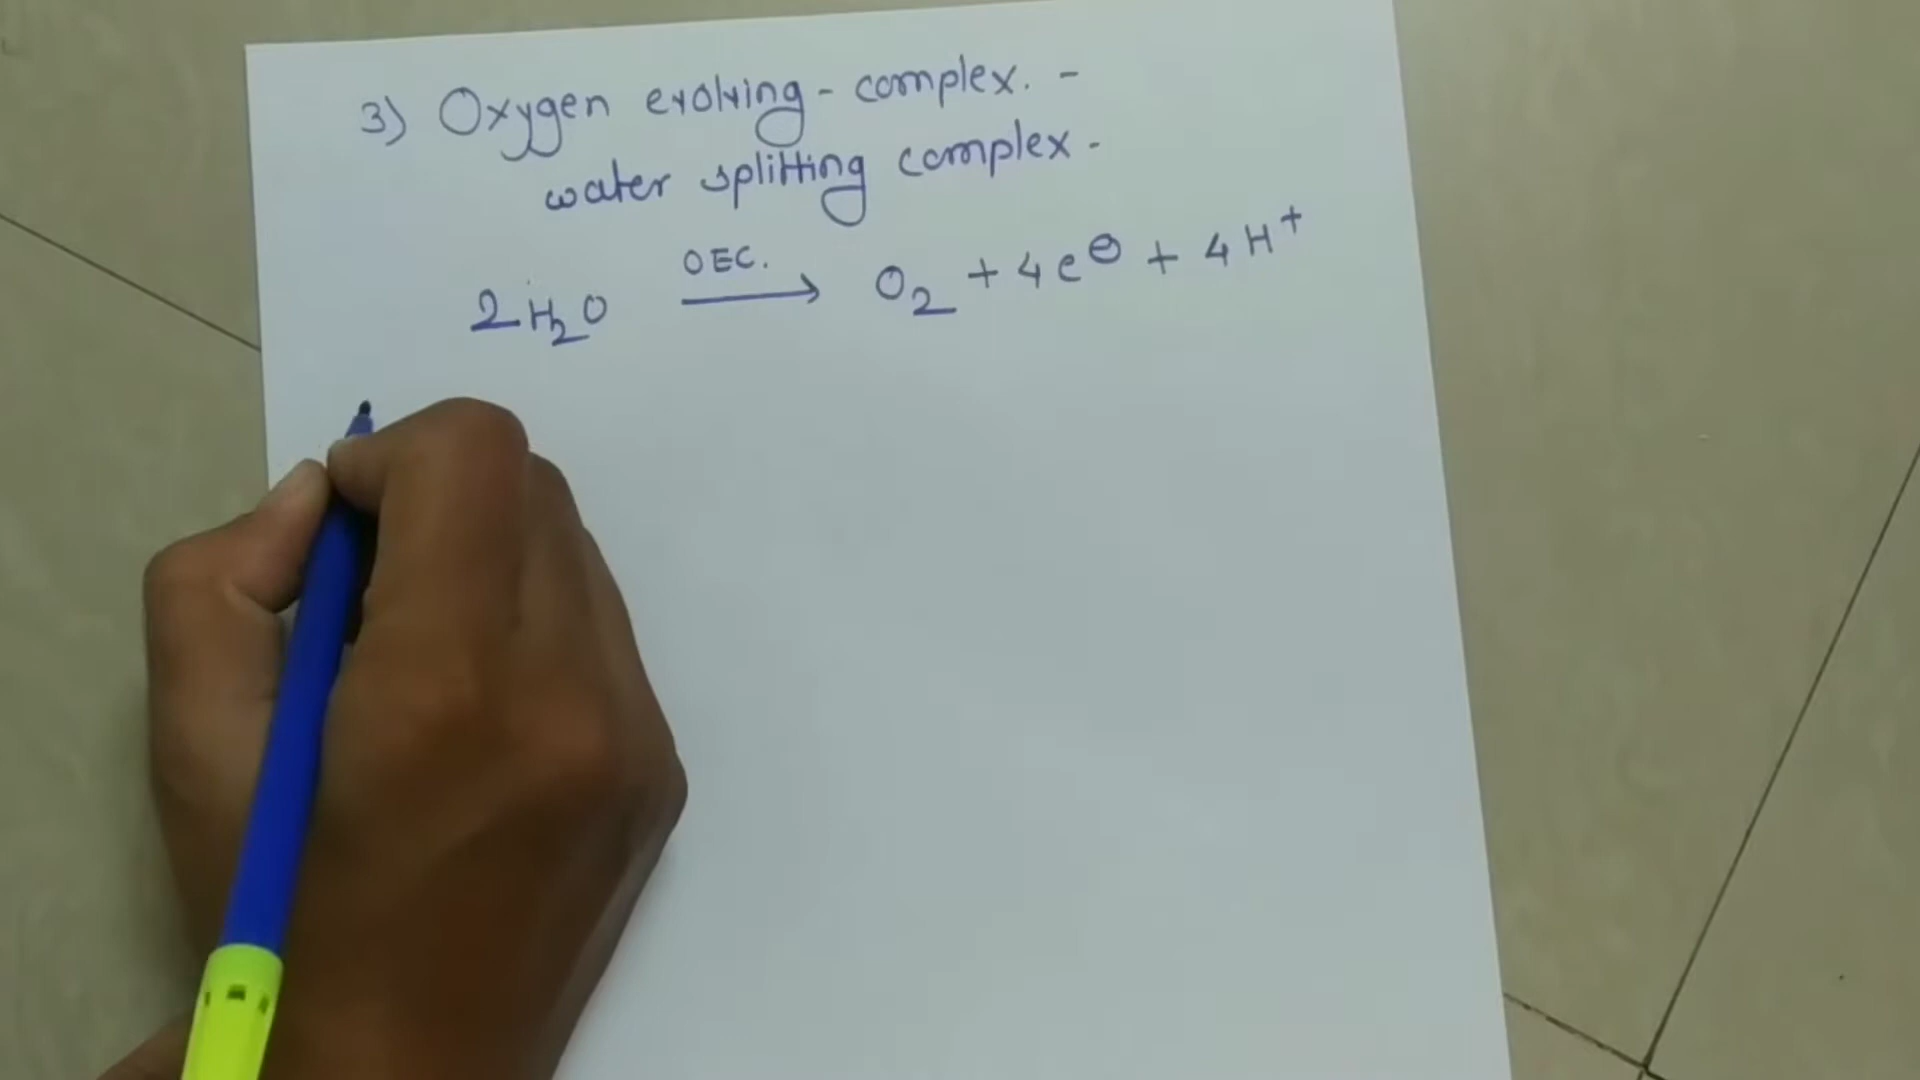 3) Oxygen evolving - complex. -
water splitting complex -
2H₂O OEC. → O₂ + 4e⊖ + 4H⁺